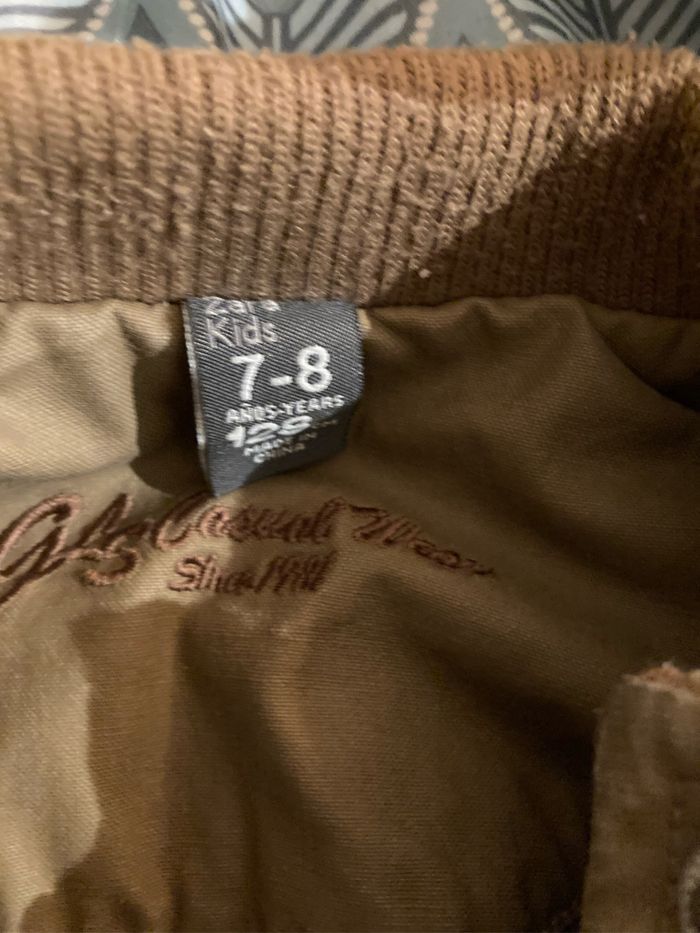 Zara
Kids
7-8
AÑOS-YEARS
128
MADE IN
CHINA
Casual Wear
Since